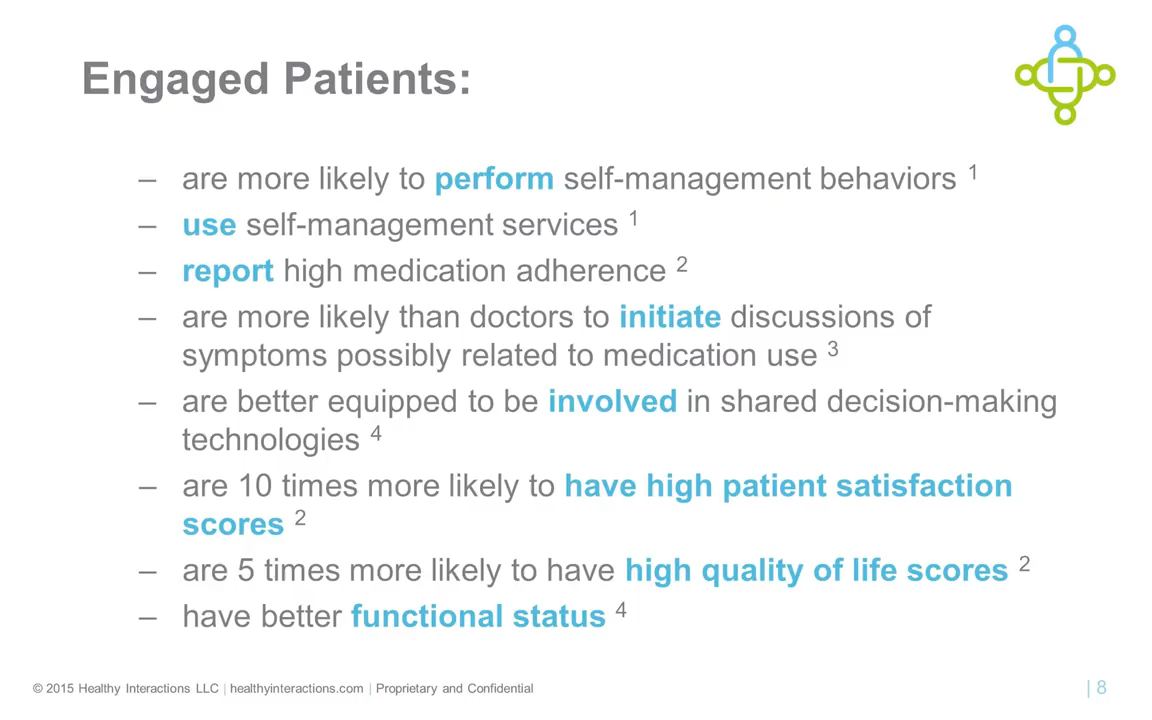 Engaged Patients:
– are more likely to perform self-management behaviors 1
– use self-management services 1
– report high medication adherence 2
– are more likely than doctors to initiate discussions of
symptoms possibly related to medication use 3
– are better equipped to be involved in shared decision-making
technologies 4
– are 10 times more likely to have high patient satisfaction
scores 2
– are 5 times more likely to have high quality of life scores 2
– have better functional status 4
© 2015 Healthy Interactions LLC | healthyinteractions.com | Proprietary and Confidential
| 8